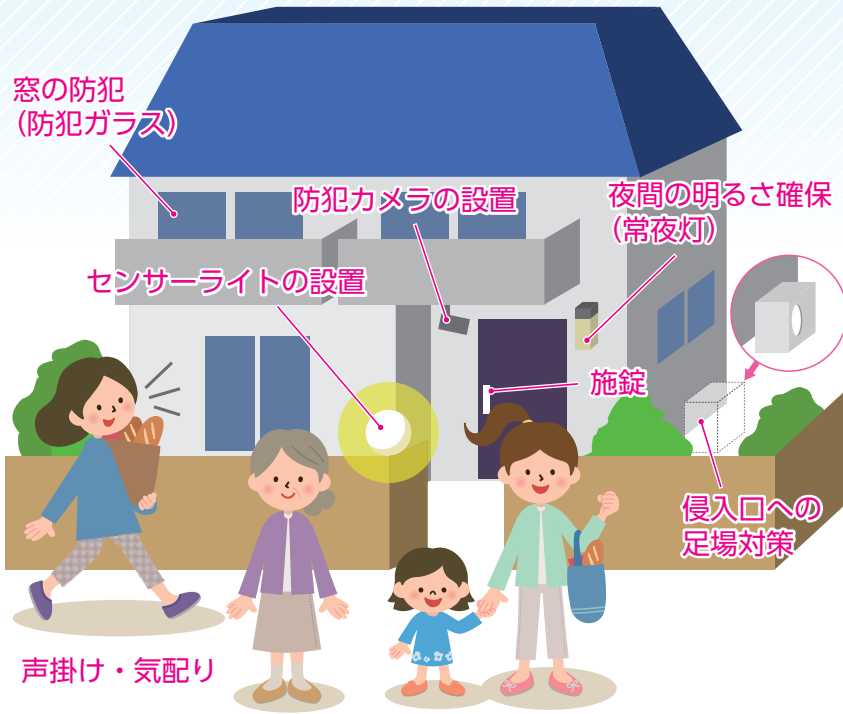 窓の防犯
（防犯ガラス）
防犯カメラの設置
夜間の明るさ確保
（常夜灯）
センサーライトの設置
施錠
侵入口への
足場対策
声掛け・気配り